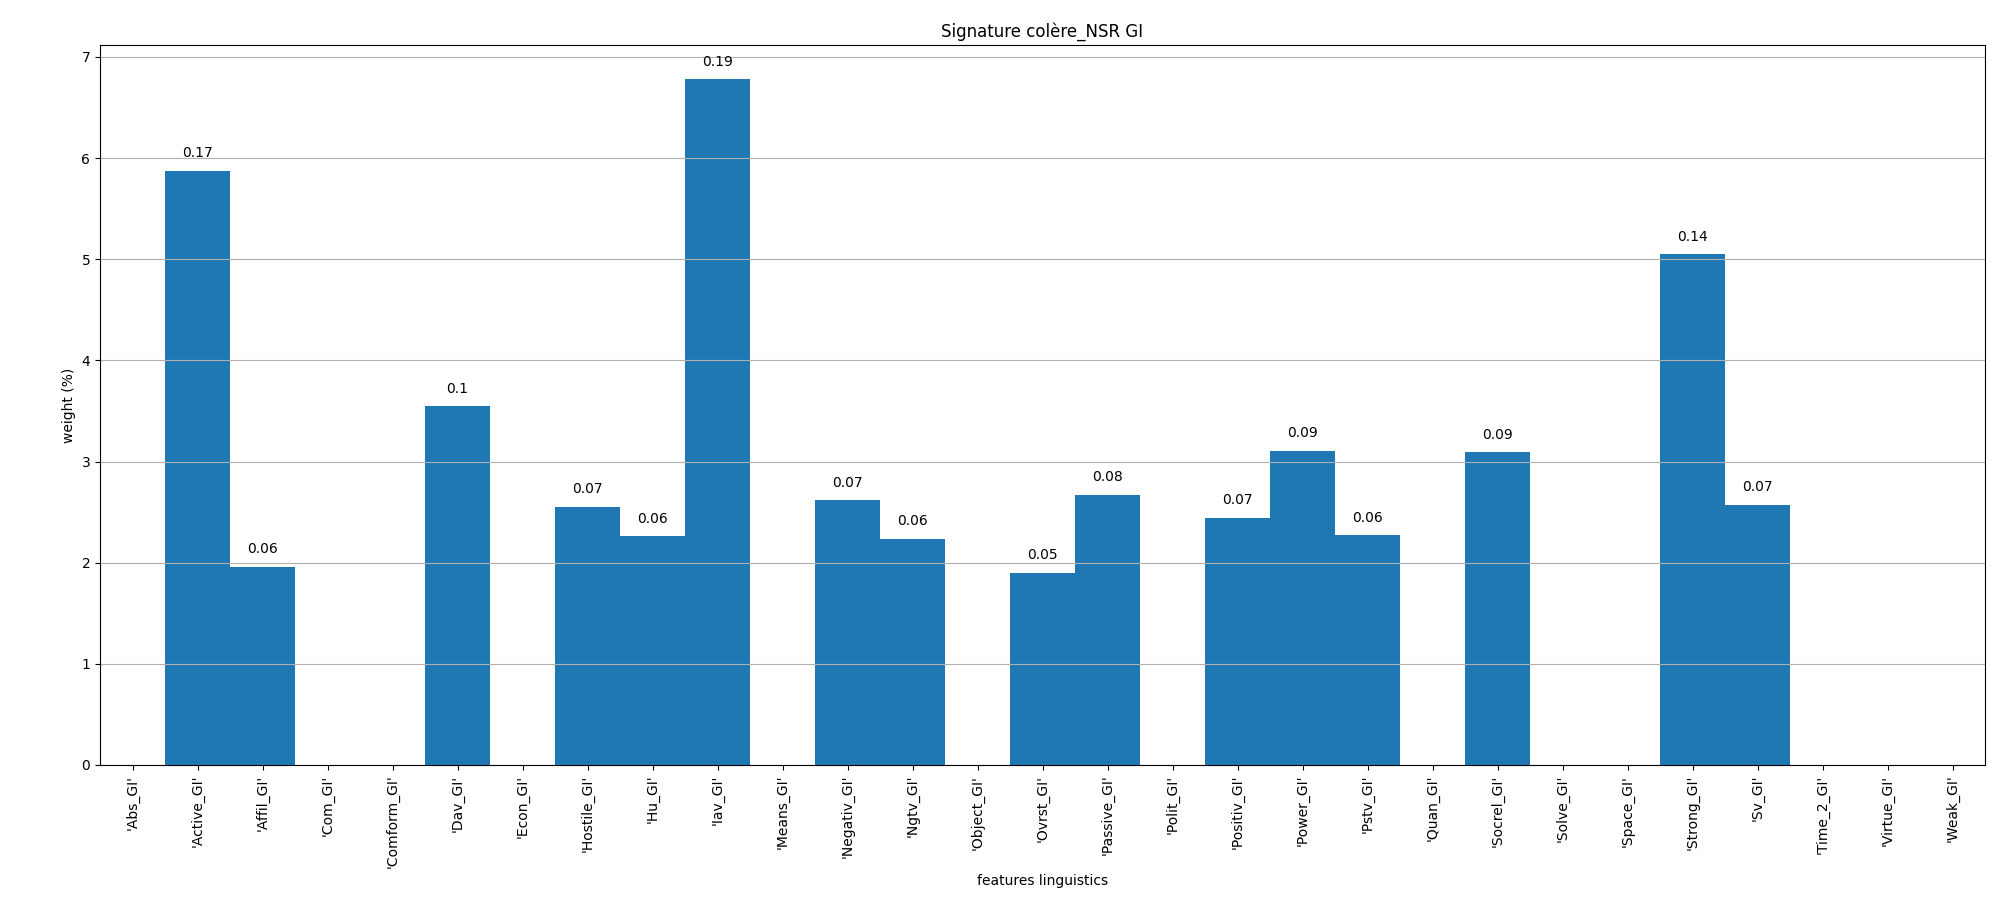 Signature colère_NSR GI
weight (%)
7
6
5
4
3
2
1
0
0.17
0.06
0.1
0.07
0.06
0.19
0.07
0.06
0.05
0.08
0.07
0.09
0.06
0.09
0.14
0.07
'Abs_GI'
'Active_GI'
'Affil_GI'
'Com_GI'
'Comform_GI'
'Dav_GI'
'Econ_GI'
'Hostile_GI'
'Hu_GI'
'Iav_GI'
'Means_GI'
'Negativ_GI'
'Ngtv_GI'
'Object_GI'
'Ovrst_GI'
'Passive_GI'
'Polit_GI'
'Positiv_GI'
'Power_GI'
'Pstv_GI'
'Quan_GI'
'Socrel_GI'
'Solve_GI'
'Space_GI'
'Strong_GI'
'Sv_GI'
'Time_2_GI'
'Virtue_GI'
'Weak_GI'
features linguistics